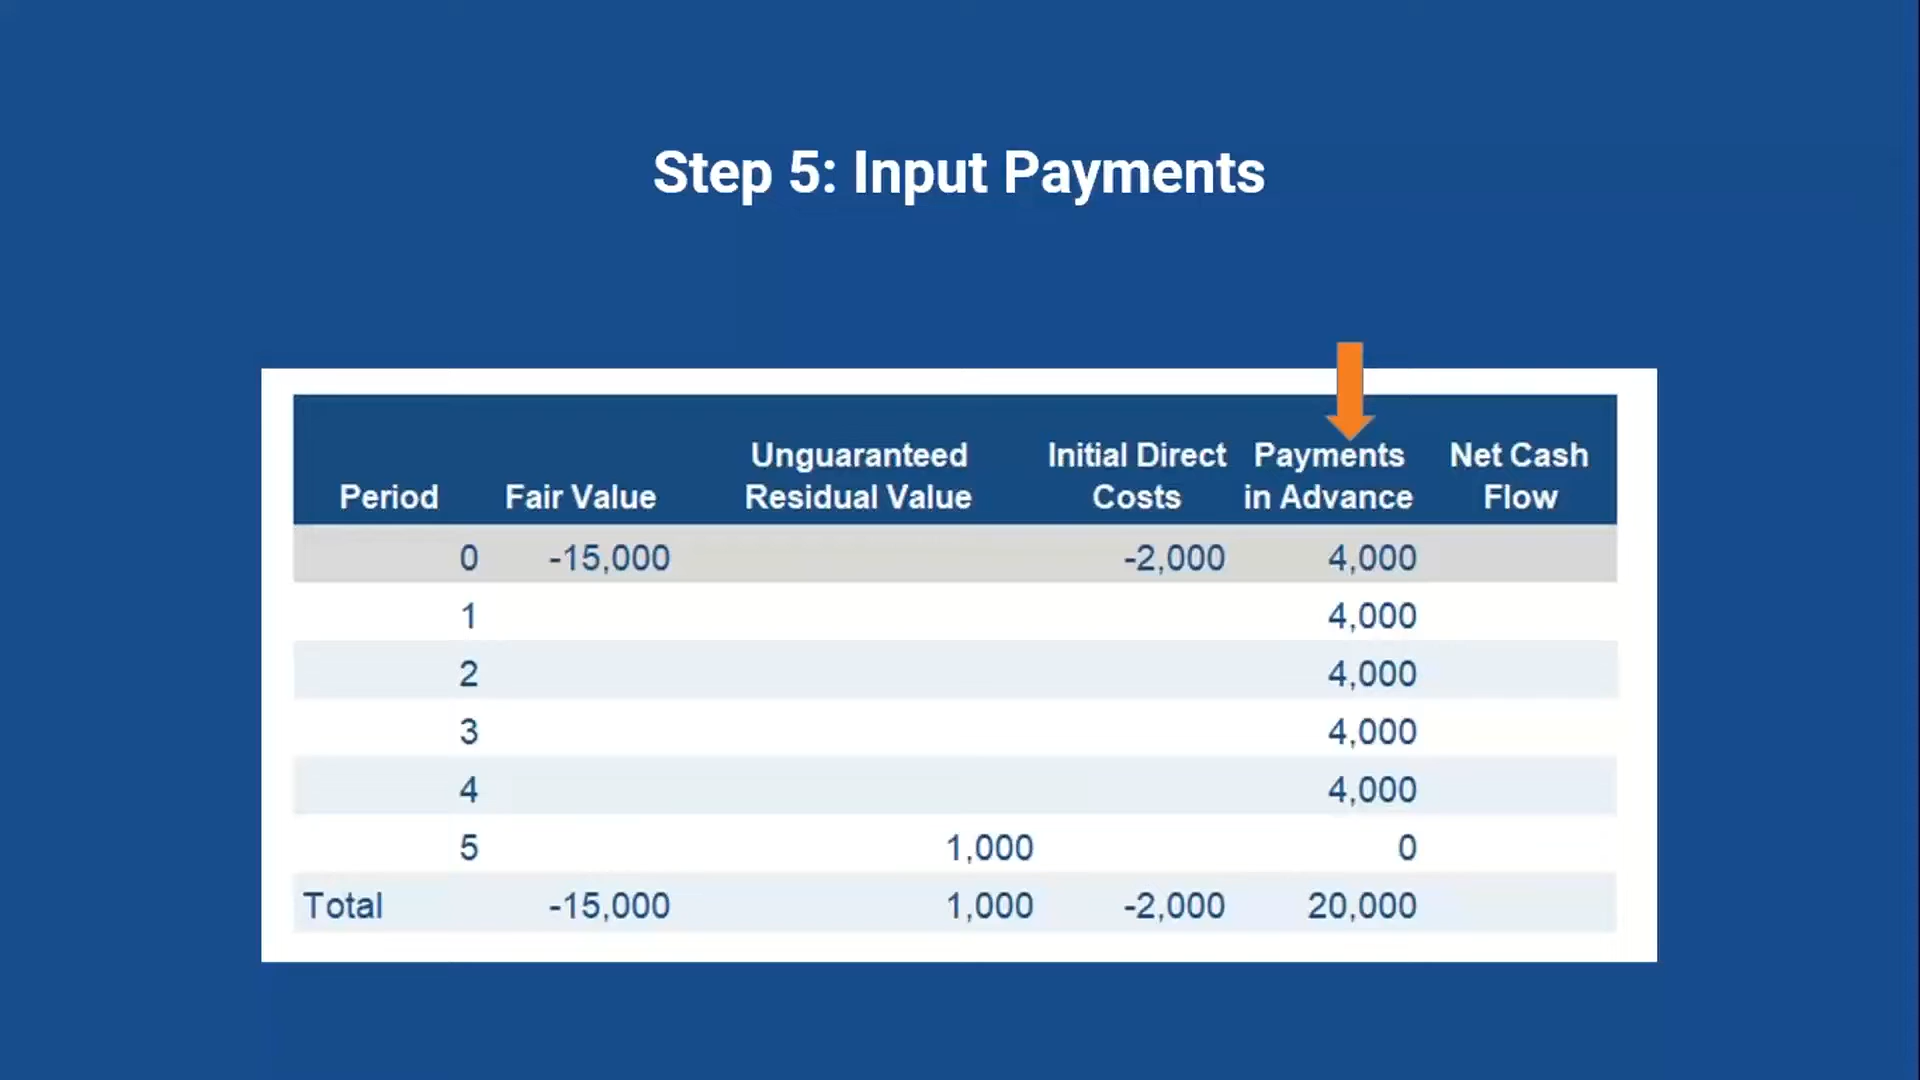 Step 5: Input Payments
Unguaranteed Initial Direct Payments Net Cash
Period Fair Value Residual Value Costs in Advance Flow
0 -15,000 -2,000 4,000
1 4,000
2 4,000
3 4,000
4 4,000
5 1,000 0
Total -15,000 1,000 -2,000 20,000